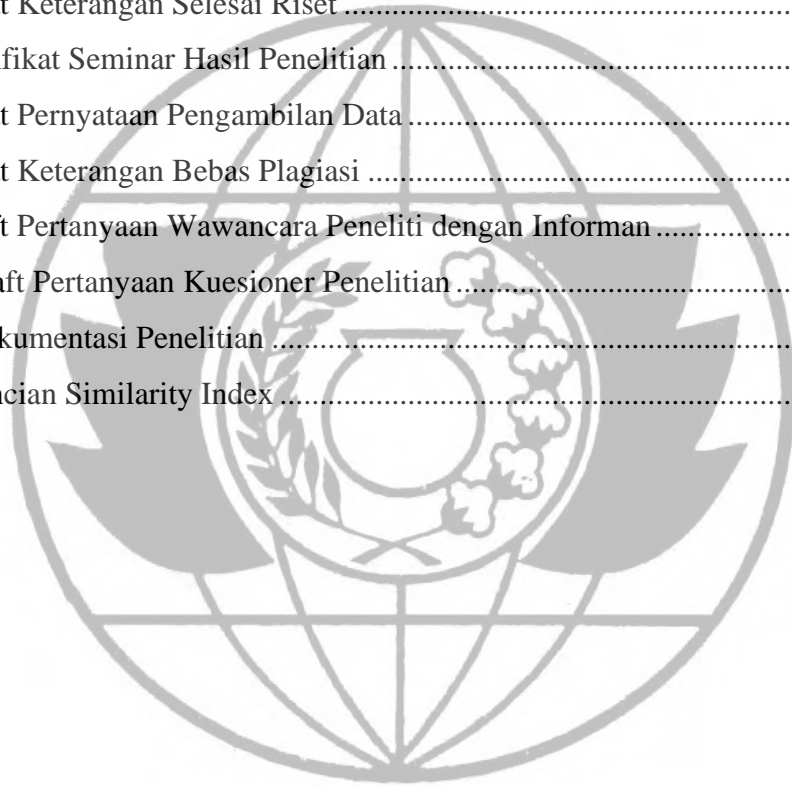 t Keterangan Selesai Riset ........................................................
fikat Seminar Hasil Penelitian ..................................................
t Pernyataan Pengambilan Data ................................................
t Keterangan Bebas Plagiasi .....................................................
t Pertanyaan Wawancara Peneliti dengan Informan .................
aft Pertanyaan Kuesioner Penelitian .........................................
kumentasi Penelitian .................................................................
ncian Similarity Index ................................................................